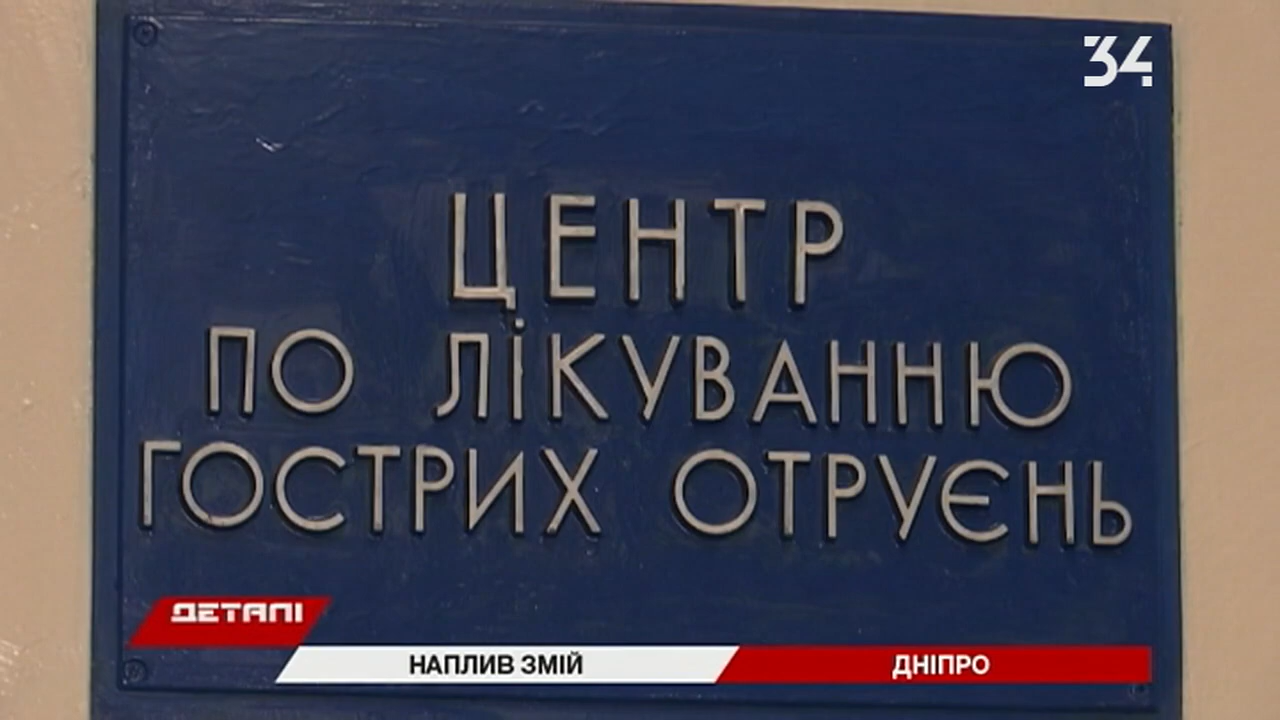 34
ЦЕНТР
ПО ЛІКУВАННЮ
ГОСТРИХ ОТРУЄНЬ
ДЕТАЛІ
НАПЛИВ ЗМІЙ
ДНІПРО